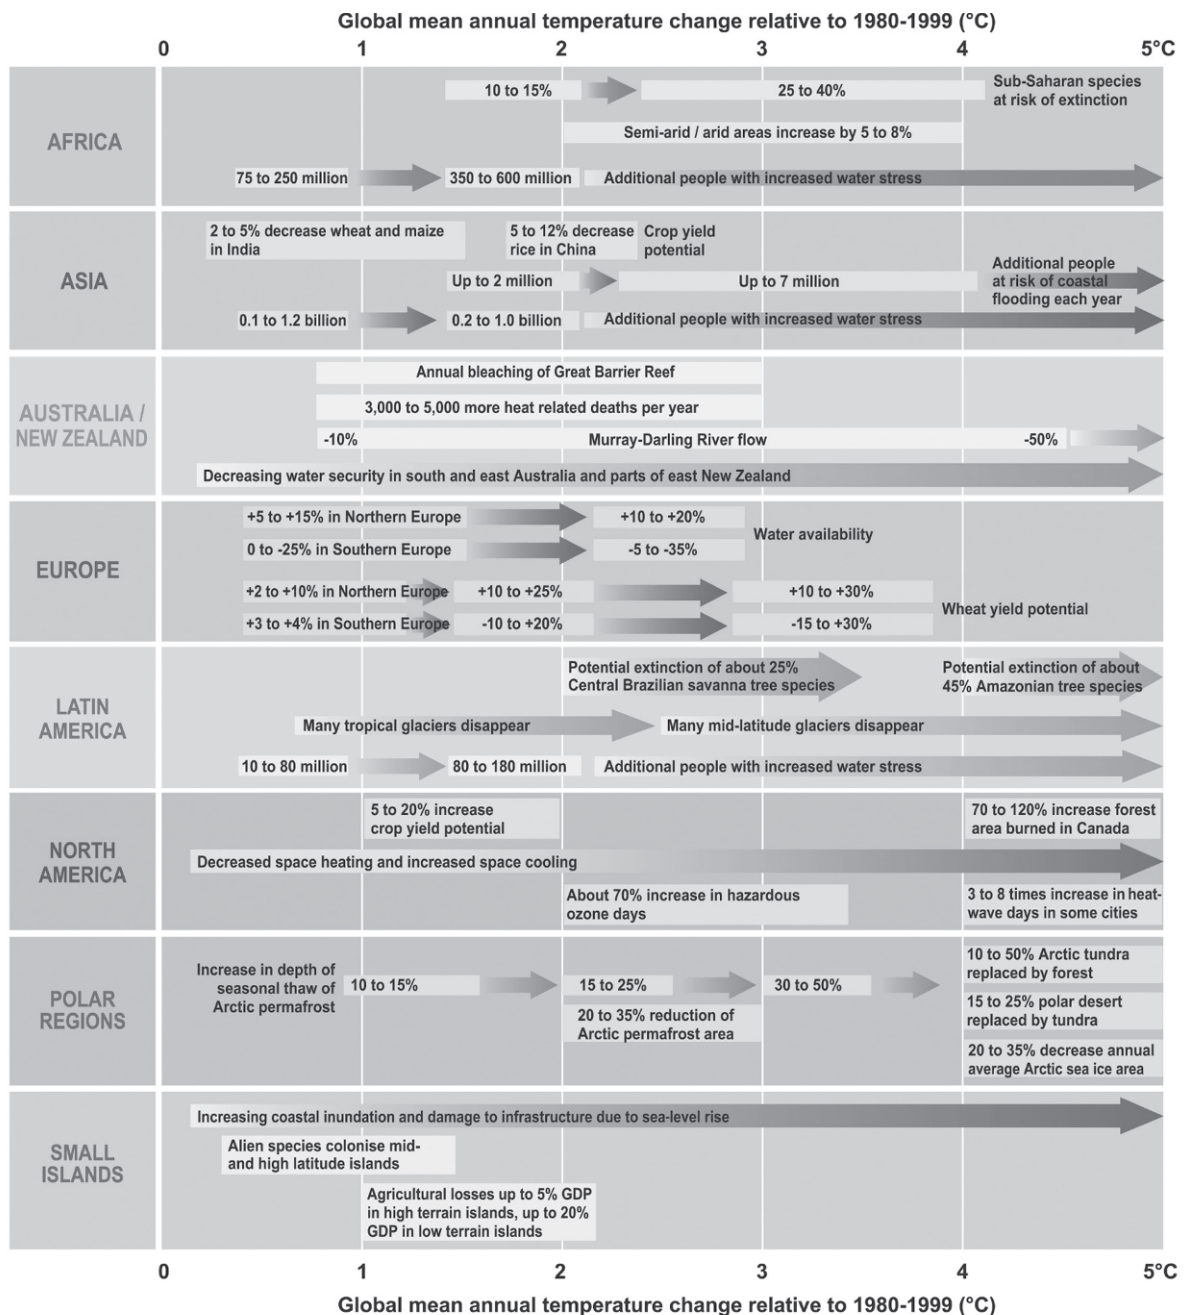 Global mean annual temperature change relative to 1980-1999 (°C)
0 1 2 3 4 5°C
AFRICA
10 to 15% 25 to 40% Sub-Saharan species
at risk of extinction
Semi-arid / arid areas increase by 5 to 8%
75 to 250 million 350 to 600 million Additional people with increased water stress
ASIA
2 to 5% decrease wheat and maize
in India
5 to 12% decrease
rice in China
Crop yield
potential
Up to 2 million Up to 7 million
Additional people
at risk of coastal
flooding each year
0.1 to 1.2 billion 0.2 to 1.0 billion Additional people with increased water stress
AUSTRALIA /
NEW ZEALAND
Annual bleaching of Great Barrier Reef
3,000 to 5,000 more heat related deaths per year
-10% Murray-Darling River flow -50%
Decreasing water security in south and east Australia and parts of east New Zealand
EUROPE
+5 to +15% in Northern Europe +10 to +20%
0 to -25% in Southern Europe -5 to -35%
Water availability
+2 to +10% in Northern Europe +10 to +25% +10 to +30%
+3 to +4% in Southern Europe -10 to +20% -15 to +30%
Wheat yield potential
LATIN
AMERICA
Potential extinction of about 25%
Central Brazilian savanna tree species
Potential extinction of about
45% Amazonian tree species
Many tropical glaciers disappear Many mid-latitude glaciers disappear
10 to 80 million 80 to 180 million Additional people with increased water stress
NORTH
AMERICA
5 to 20% increase
crop yield potential
70 to 120% increase forest
area burned in Canada
Decreased space heating and increased space cooling
About 70% increase in hazardous
ozone days
3 to 8 times increase in heat-
wave days in some cities
POLAR
REGIONS
Increase in depth of
seasonal thaw of
Arctic permafrost
10 to 15% 15 to 25% 30 to 50%
20 to 35% reduction of
Arctic permafrost area
10 to 50% Arctic tundra
replaced by forest
15 to 25% polar desert
replaced by tundra
20 to 35% decrease annual
average Arctic sea ice area
SMALL
ISLANDS
Increasing coastal inundation and damage to infrastructure due to sea-level rise
Alien species colonise mid-
and high latitude islands
Agricultural losses up to 5% GDP
in high terrain islands, up to 20%
GDP in low terrain islands
0 1 2 3 4 5°C
Global mean annual temperature change relative to 1980-1999 (°C)